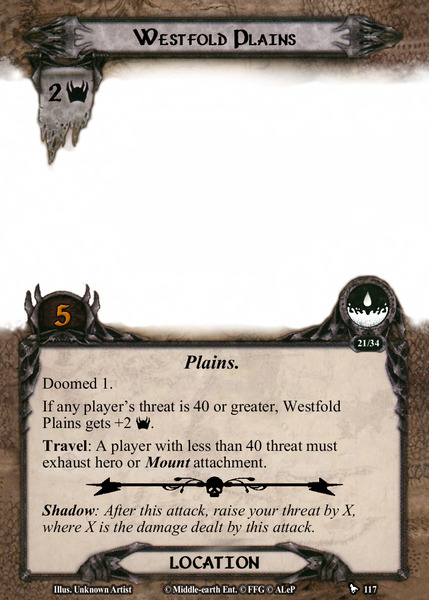 Westfold Plains
2
5
21/34
Plains.
Doomed 1.
If any player's threat is 40 or greater, Westfold
Plains gets +2 .
Travel: A player with less than 40 threat must
exhaust hero or Mount attachment.
Shadow: After this attack, raise your threat by X,
where X is the damage dealt by this attack.
LOCATION
Illus. Unknown Artist © Middle-earth Ent. © FFG © ALeP 117